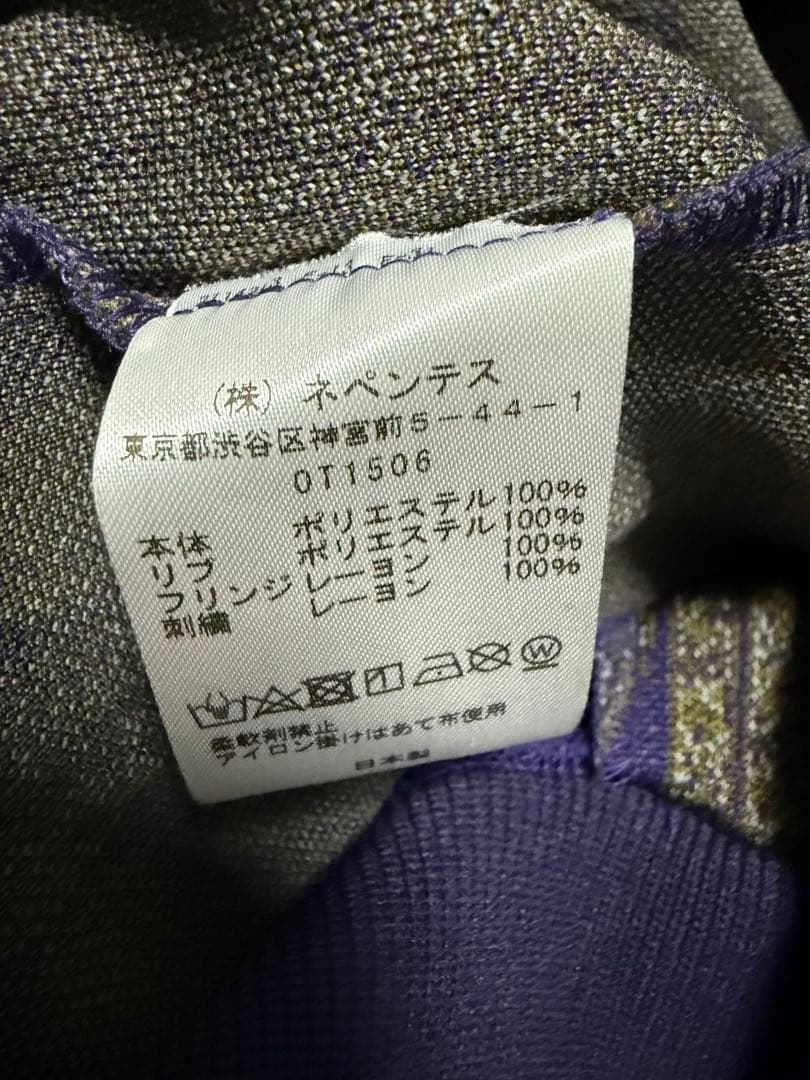 (株) ネペンテス
東京都渋谷区神宮前5-44-1
OT1506
本体 ポリエステル100%
リブ ポリエステル100%
フリンジ レーヨン 100%
刺繍 レーヨン 100%
W
柔軟剤禁止
アイロン掛けはあて布使用
日本製